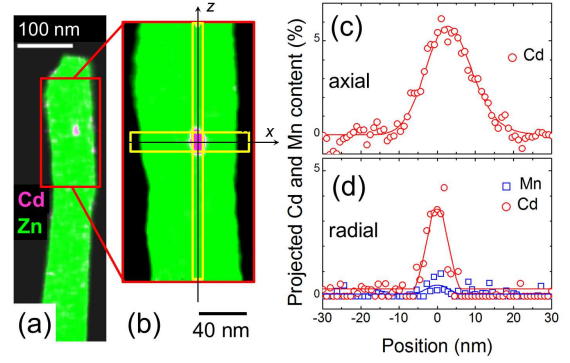 100 nm
Cd
Zn
(a)
z
x
(b)
40 nm
Projected Cd and Mn content (%)
(c)
Cd
axial
5
0
(d)
Mn
Cd
radial
5
0
-30
-20
-10
0
10
20
30
Position (nm)